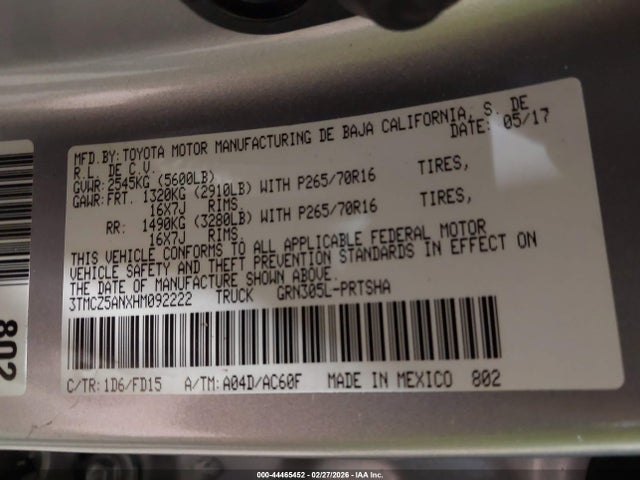 MFD.BY: TOYOTA MOTOR MANUFACTURING DE BAJA CALIFORNIA, S. DE
R.L. DE C.V. DATE: 05/17
GVWR: 2545KG (5600LB)
GAWR: FRT. 1320KG (2910LB) WITH P265/70R16 TIRES,
16X7J RIMS.
RR: 1490KG (3280LB) WITH P265/70R16 TIRES,
16X7J RIMS.
THIS VEHICLE CONFORMS TO ALL APPLICABLE FEDERAL MOTOR
VEHICLE SAFETY AND THEFT PREVENTION STANDARDS IN EFFECT ON
THE DATE OF MANUFACTURE SHOWN ABOVE.
3TMCZ5ANXHM092222 TRUCK GRN305L-PRTSHA
C/TR: 1D6/FD15 A/TM: A04D/AC60F MADE IN MEXICO 802
802
000-44465452 - 02/27/2026 - IAA Inc.